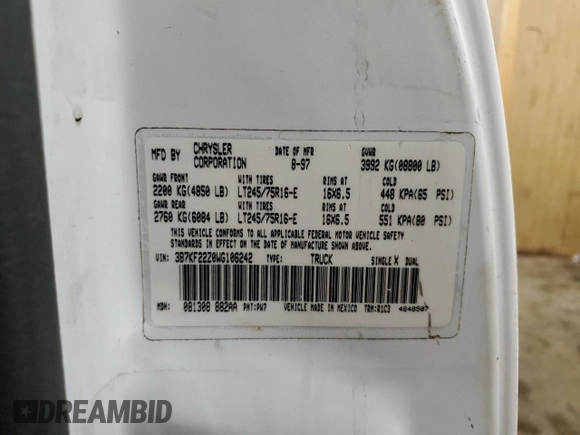 MFD BY CHRYSLER CORPORATION DATE OF MFR 8-97 GVWR 3992 KG(08800 LB)
GAWR FRONT WITH TIRES RIMS AT COLD
2200 KG(4850 LB) LT245/75R16-E 16X6.5 448 KPA(65 PSI)
GAWR REAR WITH TIRES RIMS AT COLD
2760 KG(6084 LB) LT245/75R16-E 16X6.5 551 KPA(80 PSI)
THIS VEHICLE CONFORMS TO ALL APPLICABLE FEDERAL MOTOR VEHICLE SAFETY
STANDARDS IN EFFECT ON THE DATE OF MANUFACTURE SHOWN ABOVE.
VIN: 3B7KF22Z0WG106242 TYPE: TRUCK SINGLE X DUAL
MDH: 081308 882AA PNT:PW7 VEHICLE MADE IN MEXICO TRM:B1C3 4648507
DREAMBID